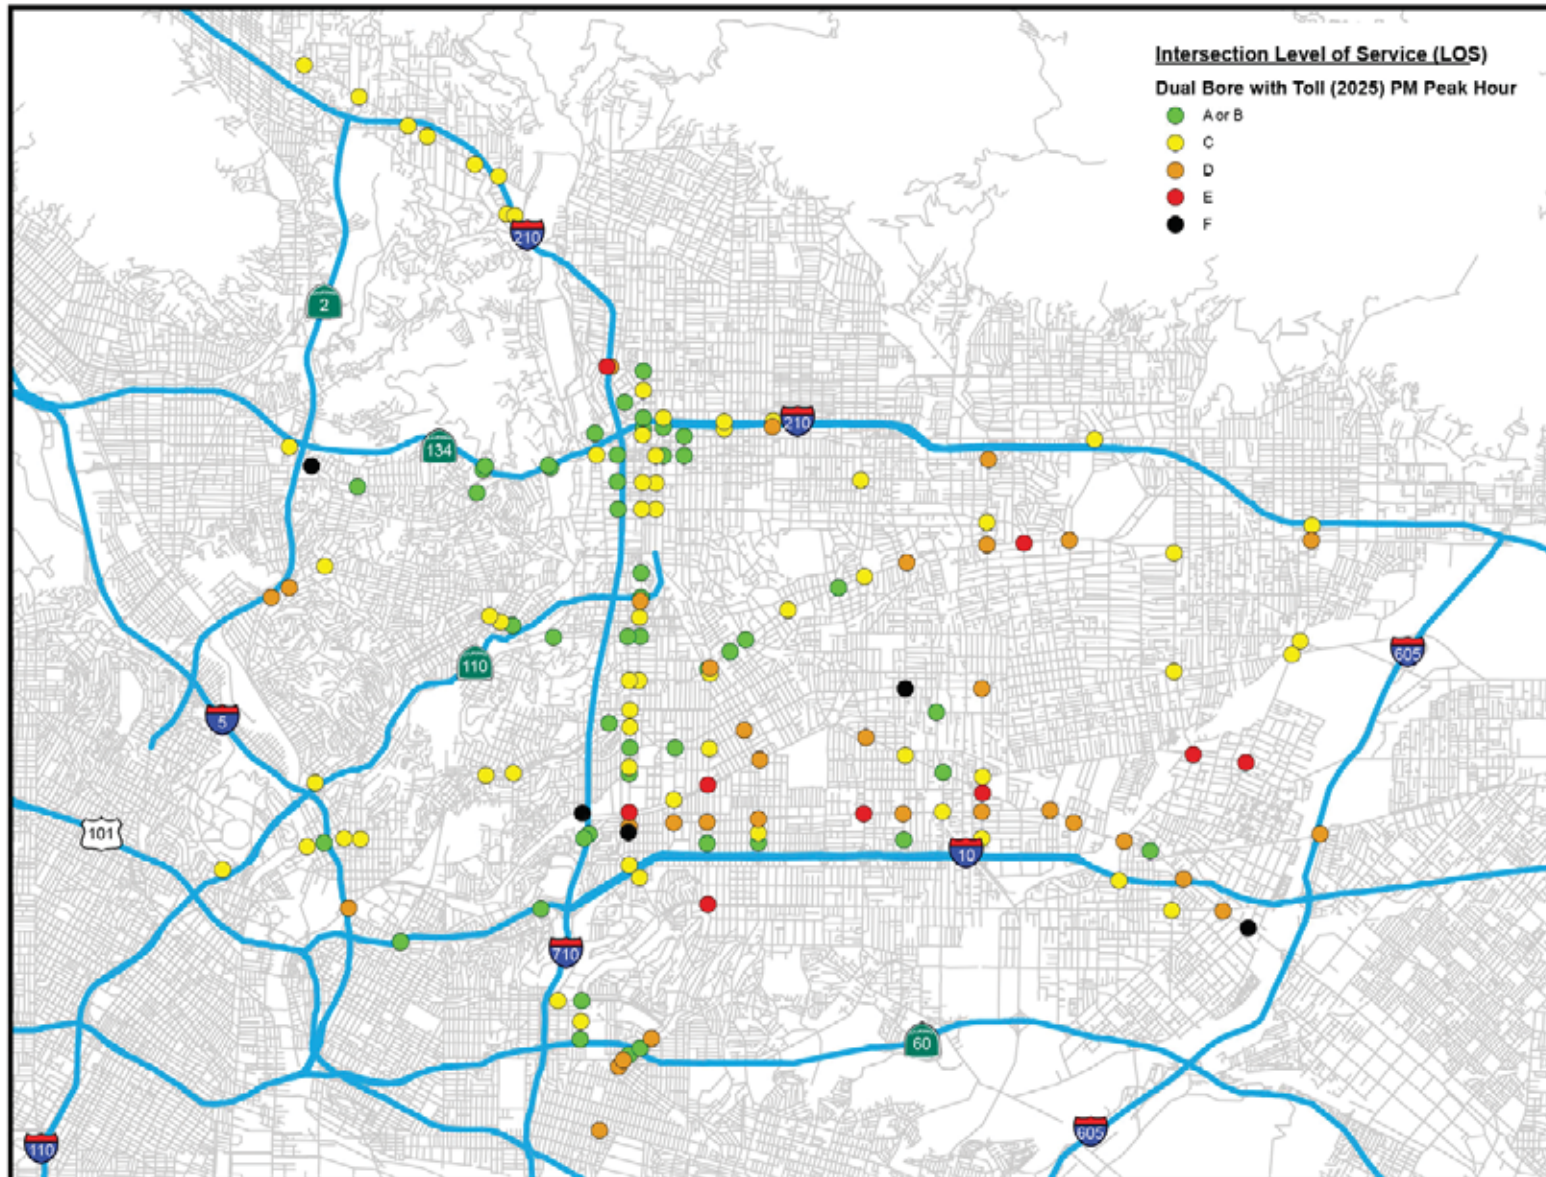 Intersection Level of Service (LOS)
Dual Bore with Toll (2025) PM Peak Hour
A or B
C
D
E
F
210
2
134
210
110
5
605
101
10
710
60
605
110